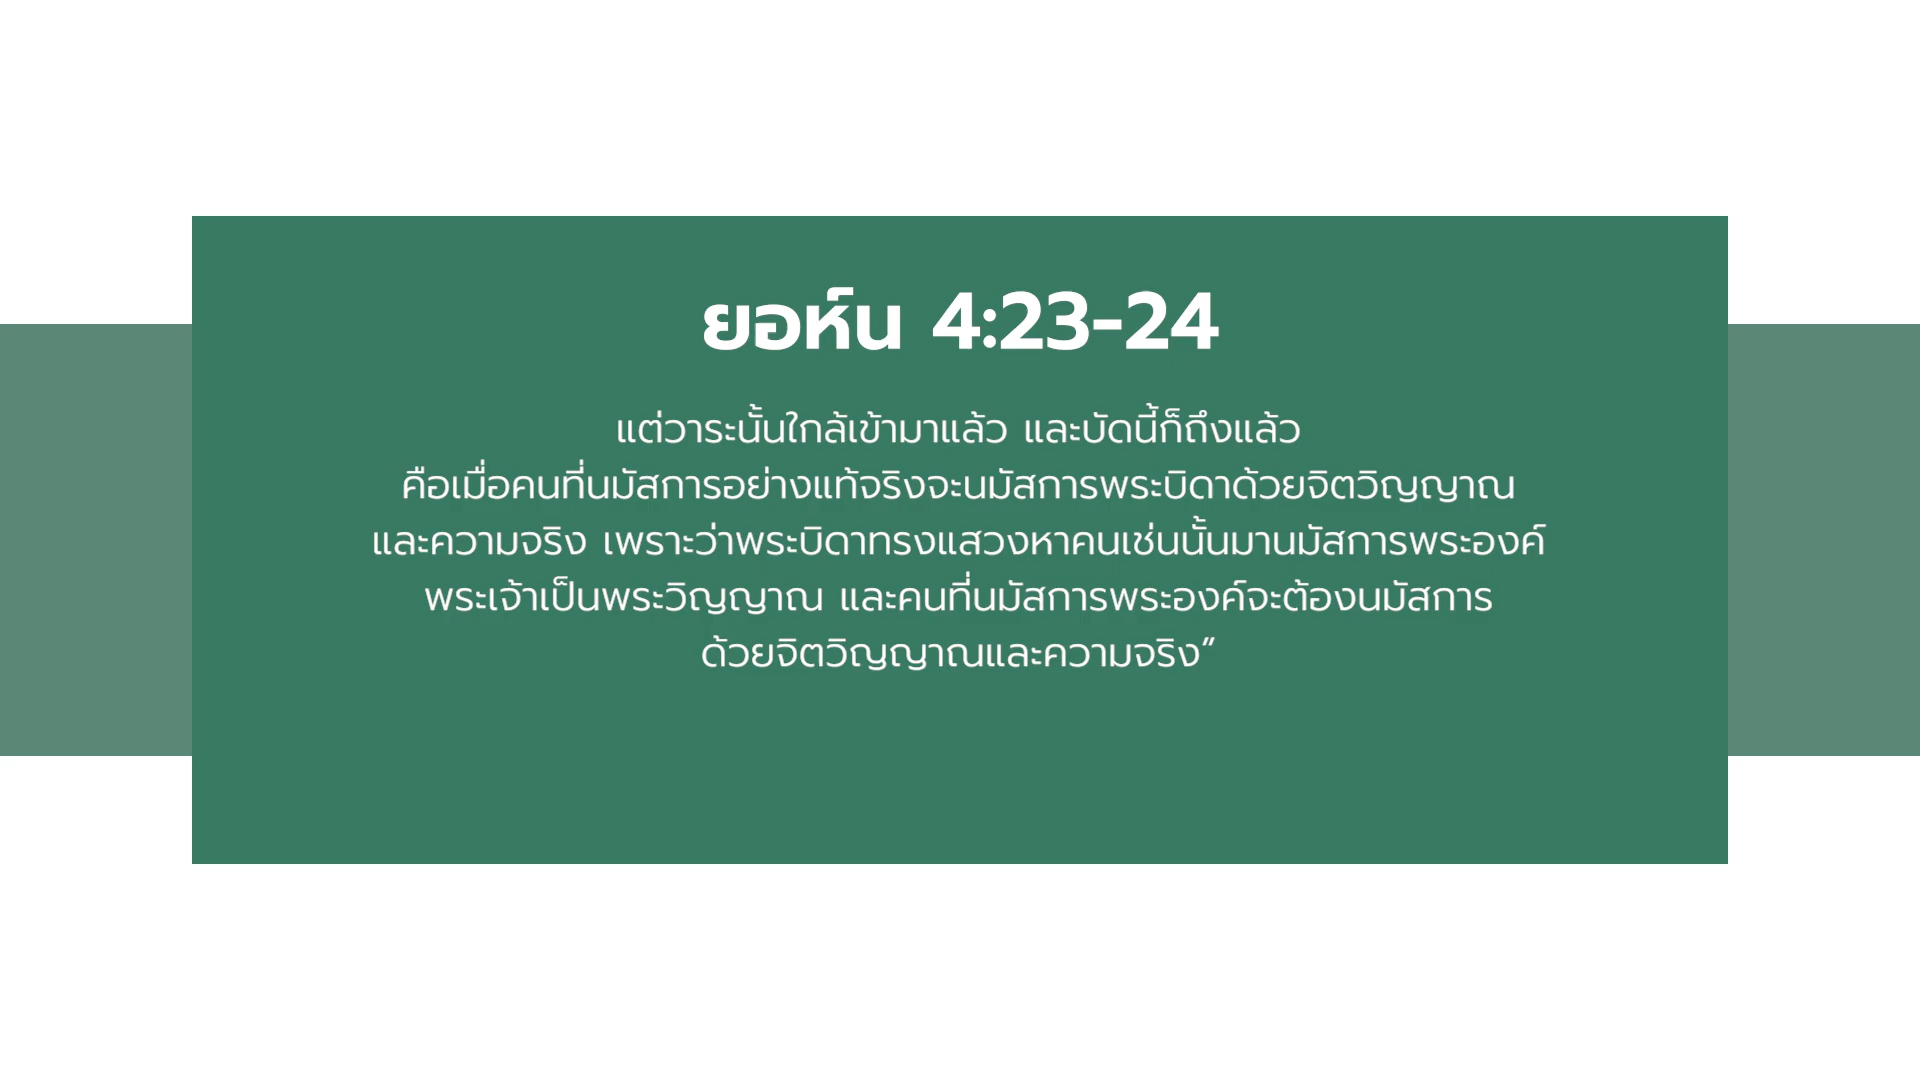 ยอห์น 4:23-24
แต่วาระนั้นใกล้เข้ามาแล้ว และบัดนี้ก็ถึงแล้ว
คือเมื่อคนที่นมัสการอย่างแท้จริงจะนมัสการพระบิดาด้วยจิตวิญญาณ
และความจริง เพราะว่าพระบิดาทรงแสวงหาคนเช่นนั้นมานมัสการพระองค์
พระเจ้าเป็นพระวิญญาณ และคนที่นมัสการพระองค์จะต้องนมัสการ
ด้วยจิตวิญญาณและความจริง”